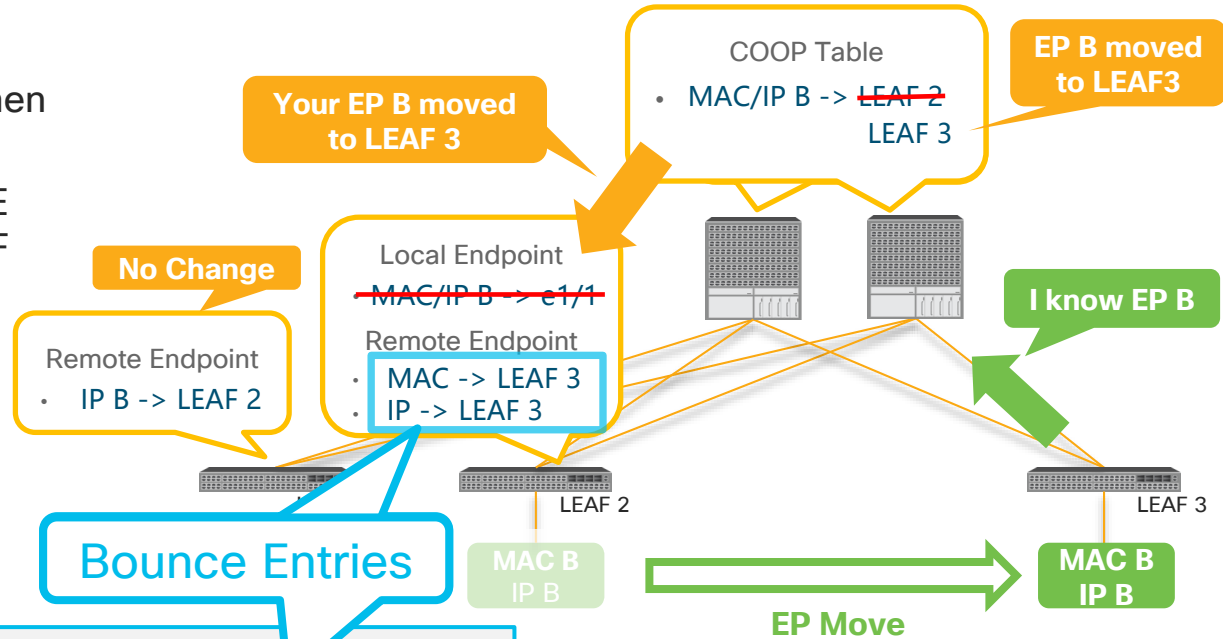 COOP Table
• MAC/IP B -> LEAF 2
LEAF 3
EP B moved
to LEAF3
Your EP B moved
to LEAF 3
No Change
Remote Endpoint
• IP B -> LEAF 2
Local Endpoint
• MAC/IP B -> e1/1
Remote Endpoint
• MAC -> LEAF 3
• IP -> LEAF 3
I know EP B
LEAF 2
LEAF 3
Bounce Entries
MAC B
IP B
MAC B
IP B
EP Move